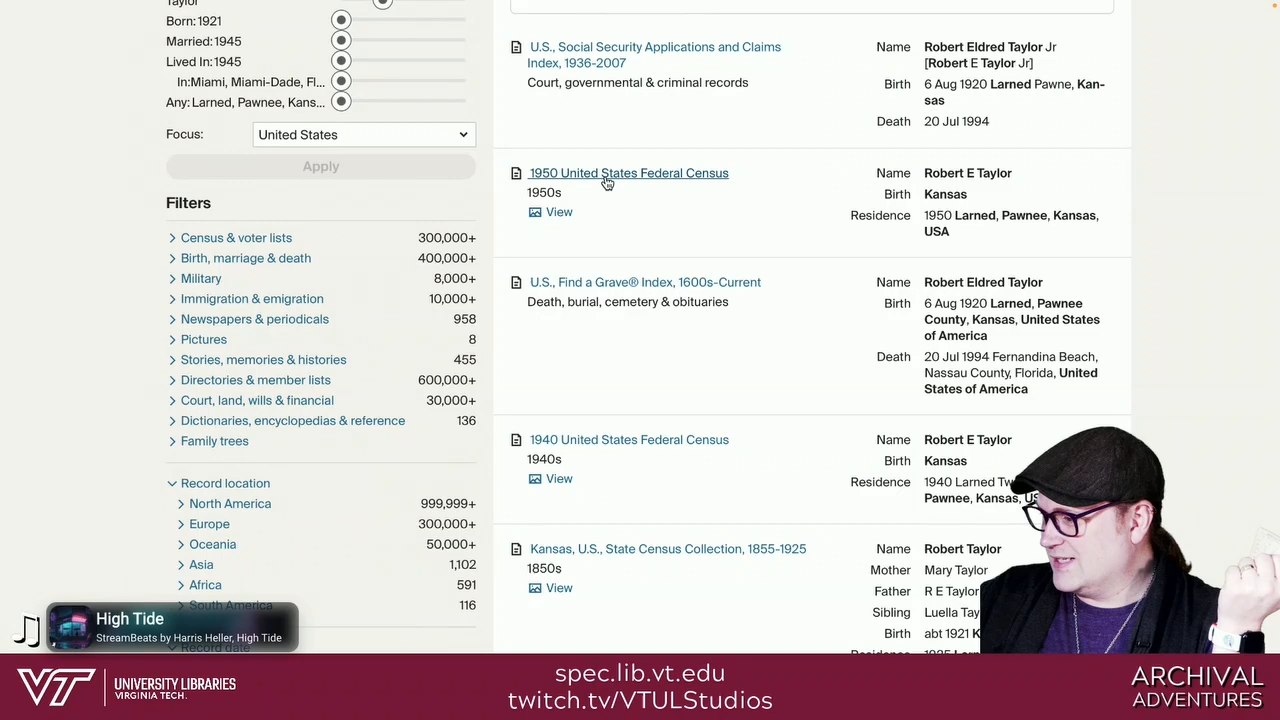 Taylor
Born: 1921
Married: 1945
Lived In: 1945
In:Miami, Miami-Dade, Fl...
Any: Larned, Pawnee, Kans...
Focus:
United States
Apply
Filters
Census & voter lists 300,000+
Birth, marriage & death 400,000+
Military 8,000+
Immigration & emigration 10,000+
Newspapers & periodicals 958
Pictures 8
Stories, memories & histories 455
Directories & member lists 600,000+
Court, land, wills & financial 30,000+
Dictionaries, encyclopedias & reference 136
Family trees
Record location
North America 999,999+
Europe 300,000+
Oceania 50,000+
Asia 1,102
Africa 591
South America 116
Record date
U.S., Social Security Applications and Claims
Index, 1936-2007
Court, governmental & criminal records
Name Robert Eldred Taylor Jr
[Robert E Taylor Jr]
Birth 6 Aug 1920 Larned Pawne, Kan-
sas
Death 20 Jul 1994
1950 United States Federal Census
1950s
View
Name Robert E Taylor
Birth Kansas
Residence 1950 Larned, Pawnee, Kansas,
USA
U.S., Find a Grave® Index, 1600s-Current
Death, burial, cemetery & obituaries
Name Robert Eldred Taylor
Birth 6 Aug 1920 Larned, Pawnee
County, Kansas, United States
of America
Death 20 Jul 1994 Fernandina Beach,
Nassau County, Florida, United
States of America
1940 United States Federal Census
1940s
View
Name Robert E Taylor
Birth Kansas
Residence 1940 Larned Tw
Pawnee, Kansas, US
Kansas, U.S., State Census Collection, 1855-1925
1850s
View
Name Robert Taylor
Mother Mary Taylor
Father R E Taylor
Sibling Luella Tay
Birth abt 1921 K
High Tide
StreamBeats by Harris Heller, High Tide
VT UNIVERSITY LIBRARIES
VIRGINIA TECH.
spec.lib.vt.edu
twitch.tv/VTULStudios
ARCHIVAL
ADVENTURES